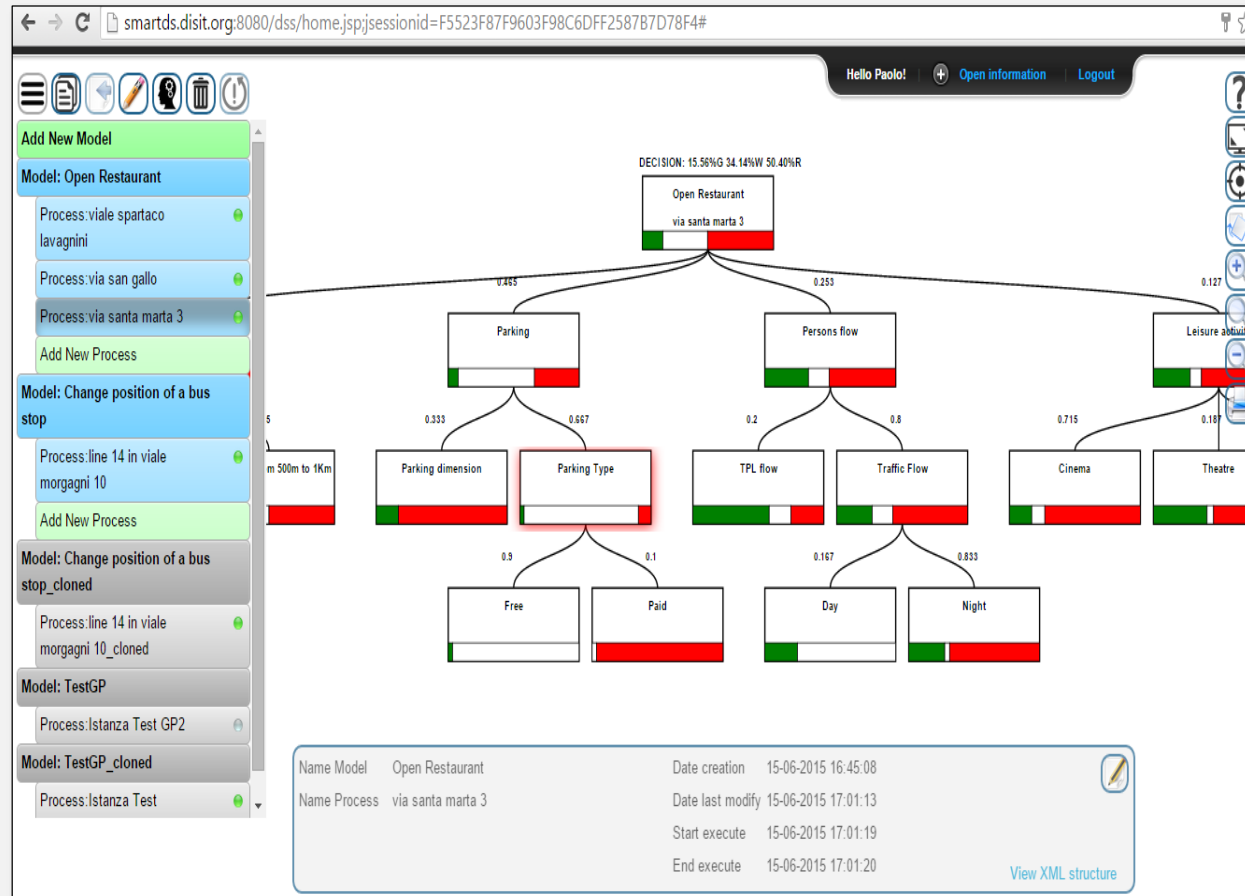 smartds.disit.org:8080/dss/home.jsp;jsessionid=F5523F87F9603F98C6DFF2587B7D78F4#
Hello Paolo!
Open information
Logout
Add New Model
Model: Open Restaurant
Process:viale spartaco
lavagnini
Process:via san gallo
Process:via santa marta 3
Add New Process
Model: Change position of a bus
stop
Process:line 14 in viale
morgagni 10
Add New Process
Model: Change position of a bus
stop_cloned
Process:line 14 in viale
morgagni 10_cloned
Model: TestGP
Process:Istanza Test GP2
Model: TestGP_cloned
Process:Istanza Test
DECISION: 15.56%G 34.14%W 50.40%R
Open Restaurant
via santa marta 3
0.465
0.253
0.127
Parking
Persons flow
Leisure activi
5
0.333
0.667
0.2
0.8
0.715
0.187
m 500m to 1Km
Parking dimension
Parking Type
TPL flow
Traffic Flow
Cinema
Theatre
0.9
0.1
0.167
0.833
Free
Paid
Day
Night
Name Model Open Restaurant
Name Process via santa marta 3
Date creation 15-06-2015 16:45:08
Date last modify 15-06-2015 17:01:13
Start execute 15-06-2015 17:01:19
End execute 15-06-2015 17:01:20
View XML structure